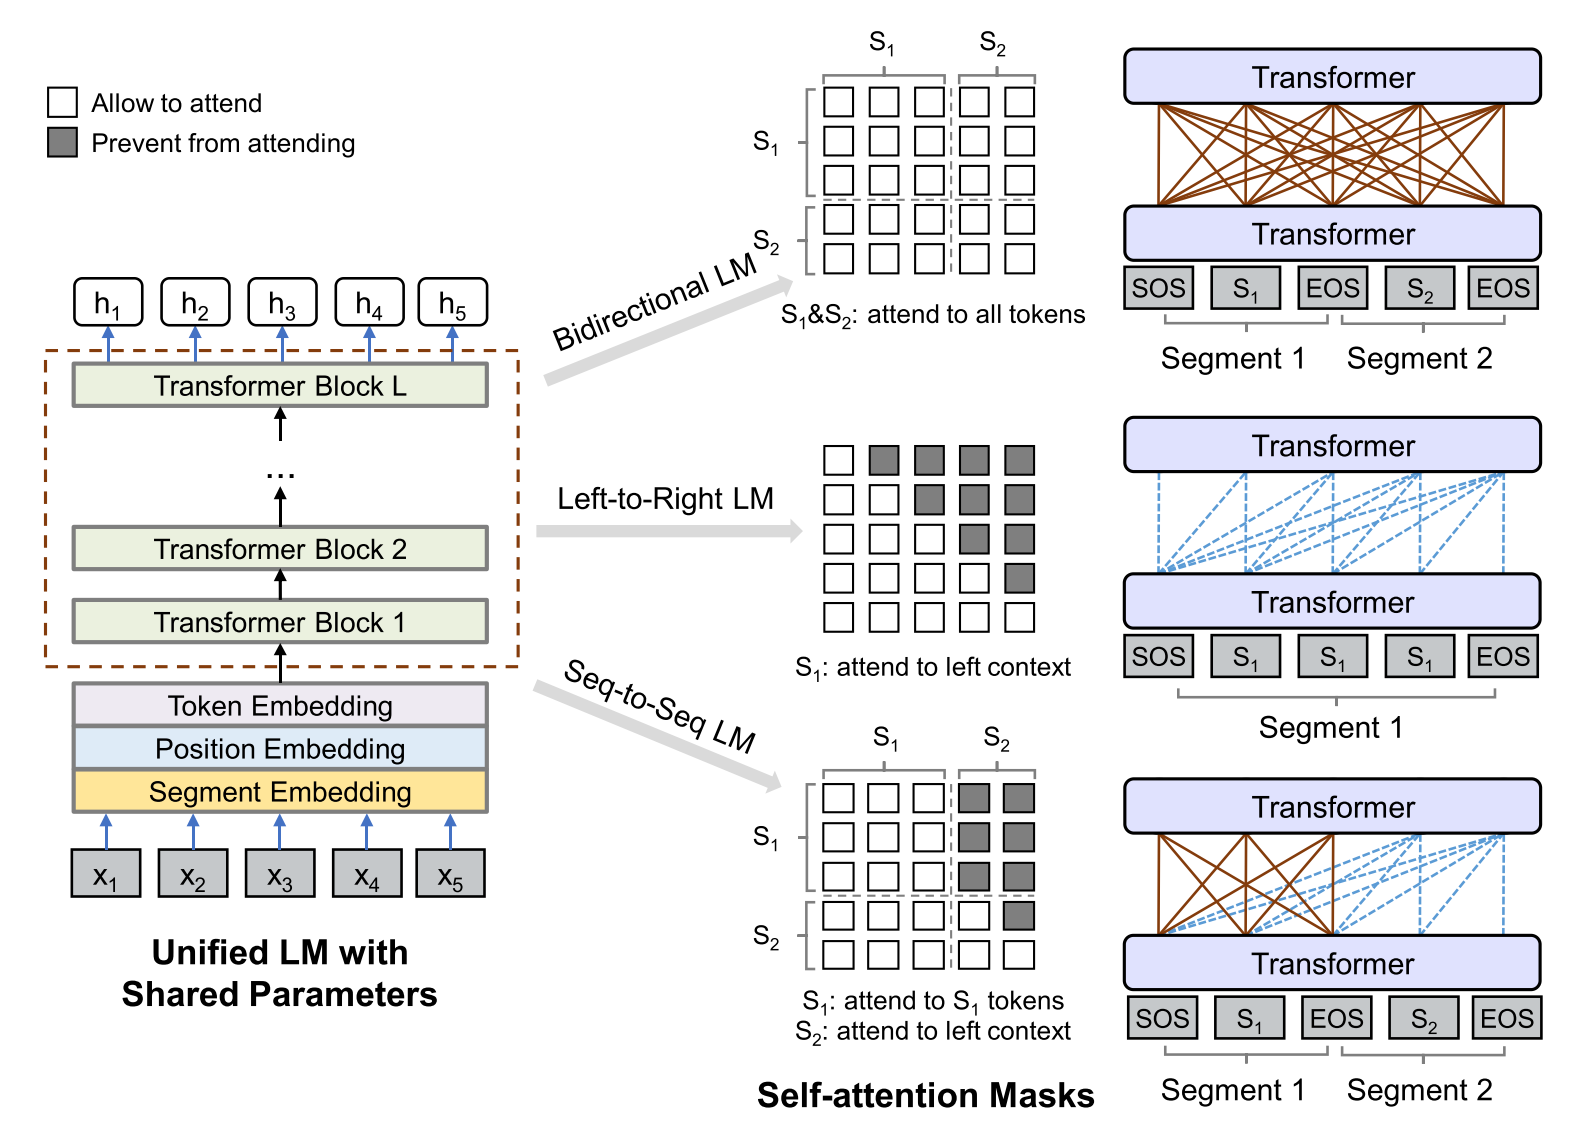 Allow to attend
Prevent from attending
h1 h2 h3 h4 h5
Transformer Block L
...
Transformer Block 2
Transformer Block 1
Token Embedding
Position Embedding
Segment Embedding
x1 x2 x3 x4 x5
Unified LM with
Shared Parameters
Bidirectional LM
Left-to-Right LM
Seq-to-Seq LM
S1 S2
S1
S2
S1&S2: attend to all tokens
S1: attend to left context
S1 S2
S1
S2
S1: attend to S1 tokens
S2: attend to left context
Self-attention Masks
Transformer
Transformer
SOS S1 EOS S2 EOS
Segment 1 Segment 2
Transformer
Transformer
SOS S1 S1 S1 EOS
Segment 1
Transformer
Transformer
SOS S1 EOS S2 EOS
Segment 1 Segment 2